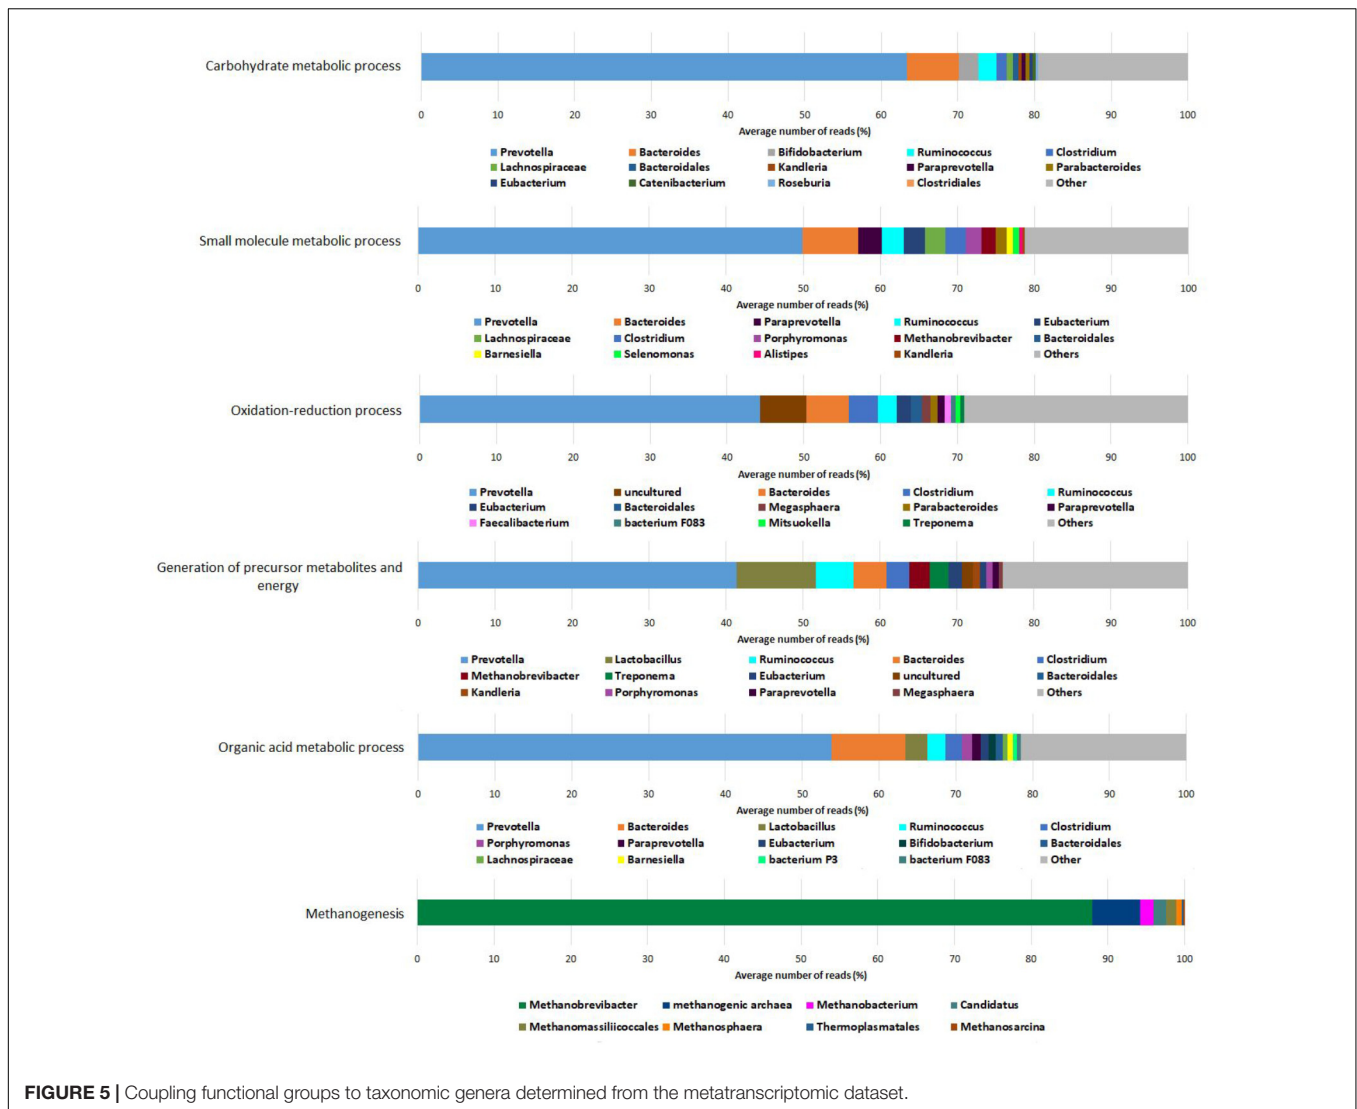 Carbohydrate metabolic process
0 10 20 30 40 50 60 70 80 90 100
Average number of reads (%)
Prevotella Bacteroides Bifidobacterium Ruminococcus Clostridium
Lachnospiraceae Bacteroidales Kandleria Paraprevotella Parabacteroides
Eubacterium Catenibacterium Roseburia Clostridiales Other
Small molecule metabolic process
0 10 20 30 40 50 60 70 80 90 100
Average number of reads (%)
Prevotella Bacteroides Paraprevotella Ruminococcus Eubacterium
Lachnospiraceae Clostridium Porphyromonas Methanobrevibacter Bacteroidales
Barnesiella Selenomonas Alistipes Kandleria Others
Oxidation-reduction process
0 10 20 30 40 50 60 70 80 90 100
Average number of reads (%)
Prevotella uncultured Bacteroides Clostridium Ruminococcus
Eubacterium Bacteroidales Megasphaera Parabacteroides Paraprevotella
Faecalibacterium bacterium F083 Mitsuokella Treponema Others
Generation of precursor metabolites and
energy
0 10 20 30 40 50 60 70 80 90 100
Average number of reads (%)
Prevotella Lactobacillus Ruminococcus Bacteroides Clostridium
Methanobrevibacter Treponema Eubacterium uncultured Bacteroidales
Kandleria Porphyromonas Paraprevotella Megasphaera Others
Organic acid metabolic process
0 10 20 30 40 50 60 70 80 90 100
Average number of reads (%)
Prevotella Bacteroides Lactobacillus Ruminococcus Clostridium
Porphyromonas Paraprevotella Eubacterium Bifidobacterium Bacteroidales
Lachnospiraceae Barnesiella bacterium P3 bacterium F083 Other
Methanogenesis
0 10 20 30 40 50 60 70 80 90 100
Average number of reads (%)
Methanobrevibacter methanogenic archaea Methanobacterium Candidatus
Methanomassiliicoccales Methanosphaera Thermoplasmatales Methanosarcina
FIGURE 5 | Coupling functional groups to taxonomic genera determined from the metatranscriptomic dataset.